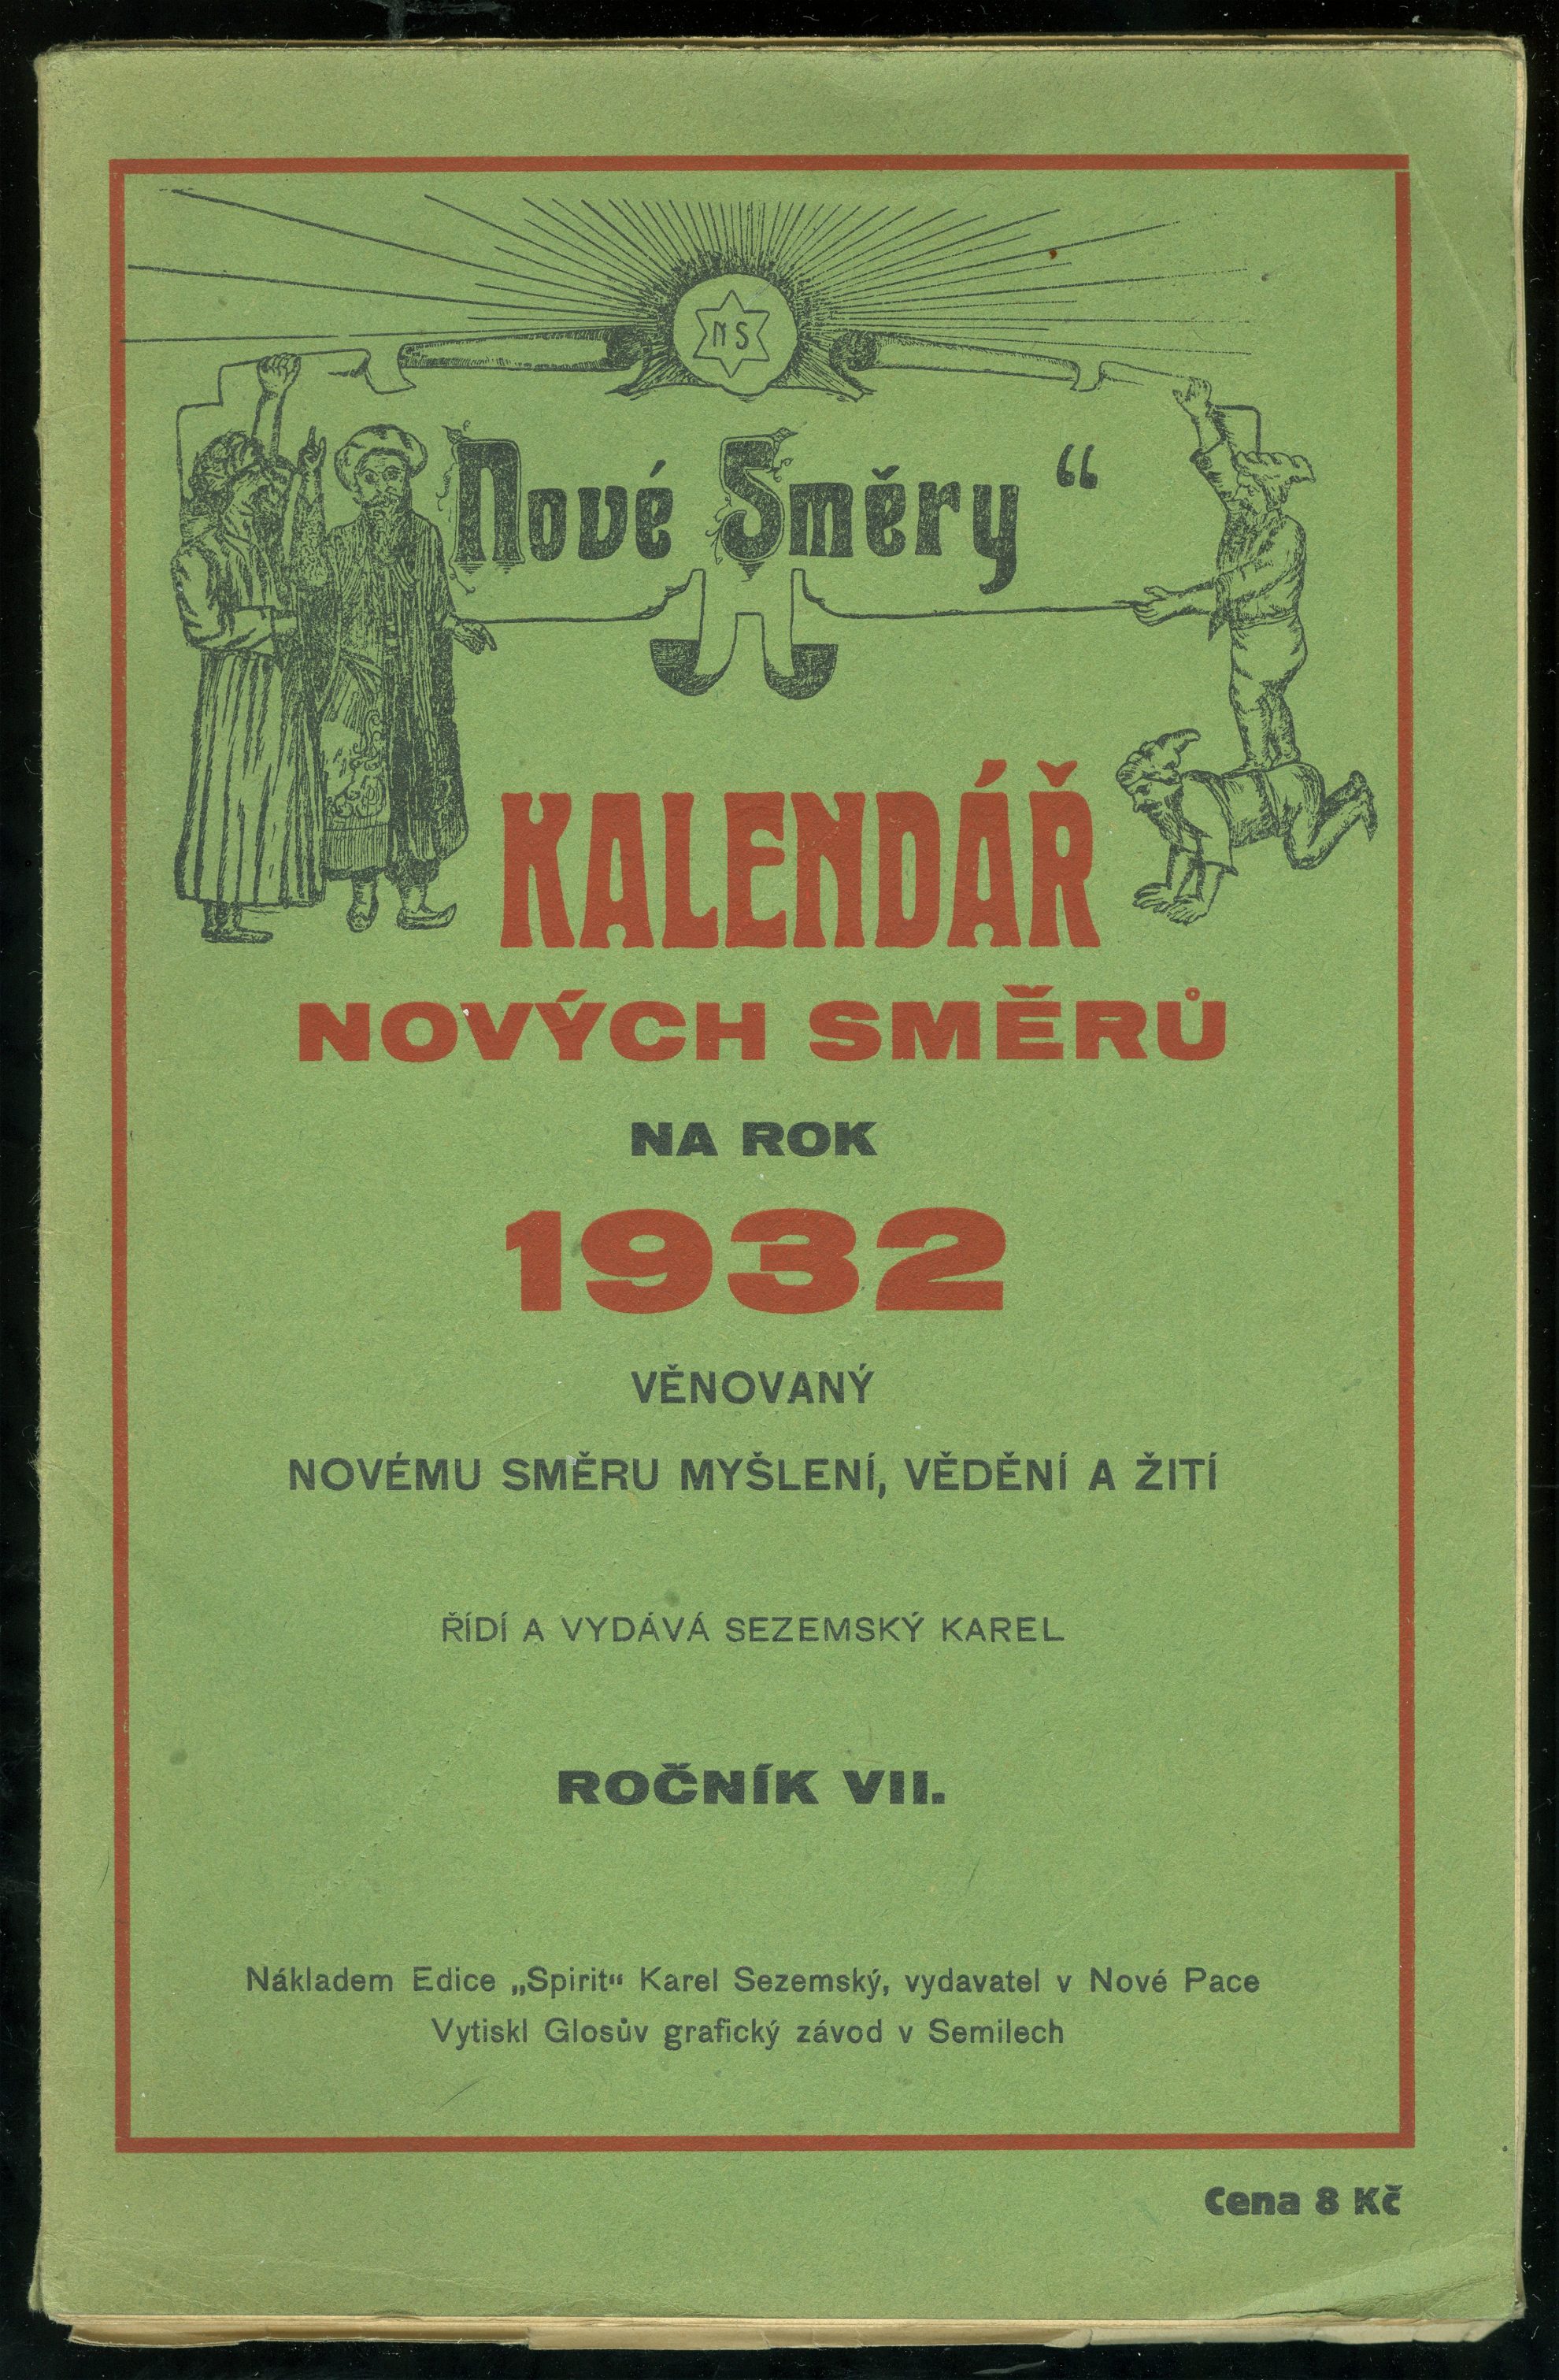 NS
Nové Směry “
KALENDÁŘ
NOVÝCH SMĚRŮ
NA ROK
1932
VĚNOVANÝ
NOVÉMU SMĚRU MYŠLENÍ, VĚDĚNÍ A ŽITÍ
ŘÍDÍ A VYDÁVÁ SEZEMSKÝ KAREL
ROČNÍK VII.
Nákladem Edice „Spirit“ Karel Sezemský, vydavatel v Nové Pace
Vytiskl Glosův grafický závod v Semilech
Cena 8 Kč